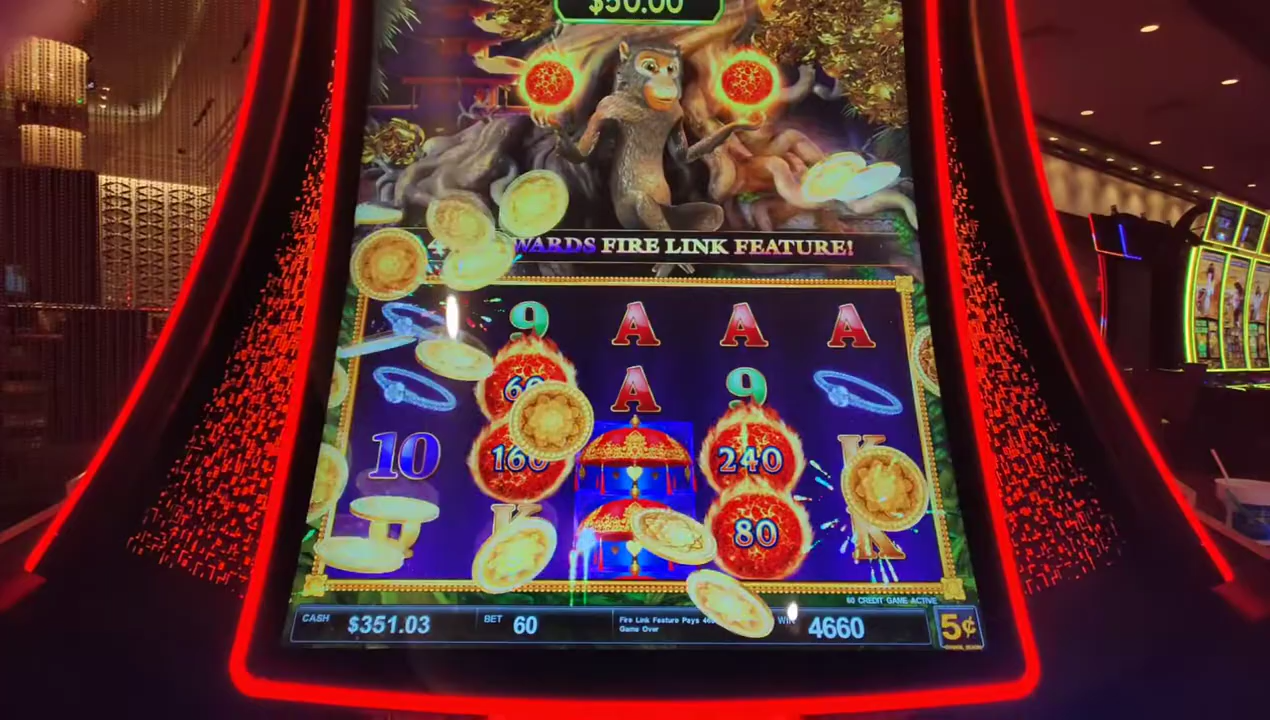 $50.00
WARDS FIRE LINK FEATURE!
9 A A A
60 A 9
10 160 240 K
K 80 K
60 CREDIT GAME ACTIVE
CASH $351.03 BET 60 Fire Link Feature Pays WIN 4660 5¢
Game Over